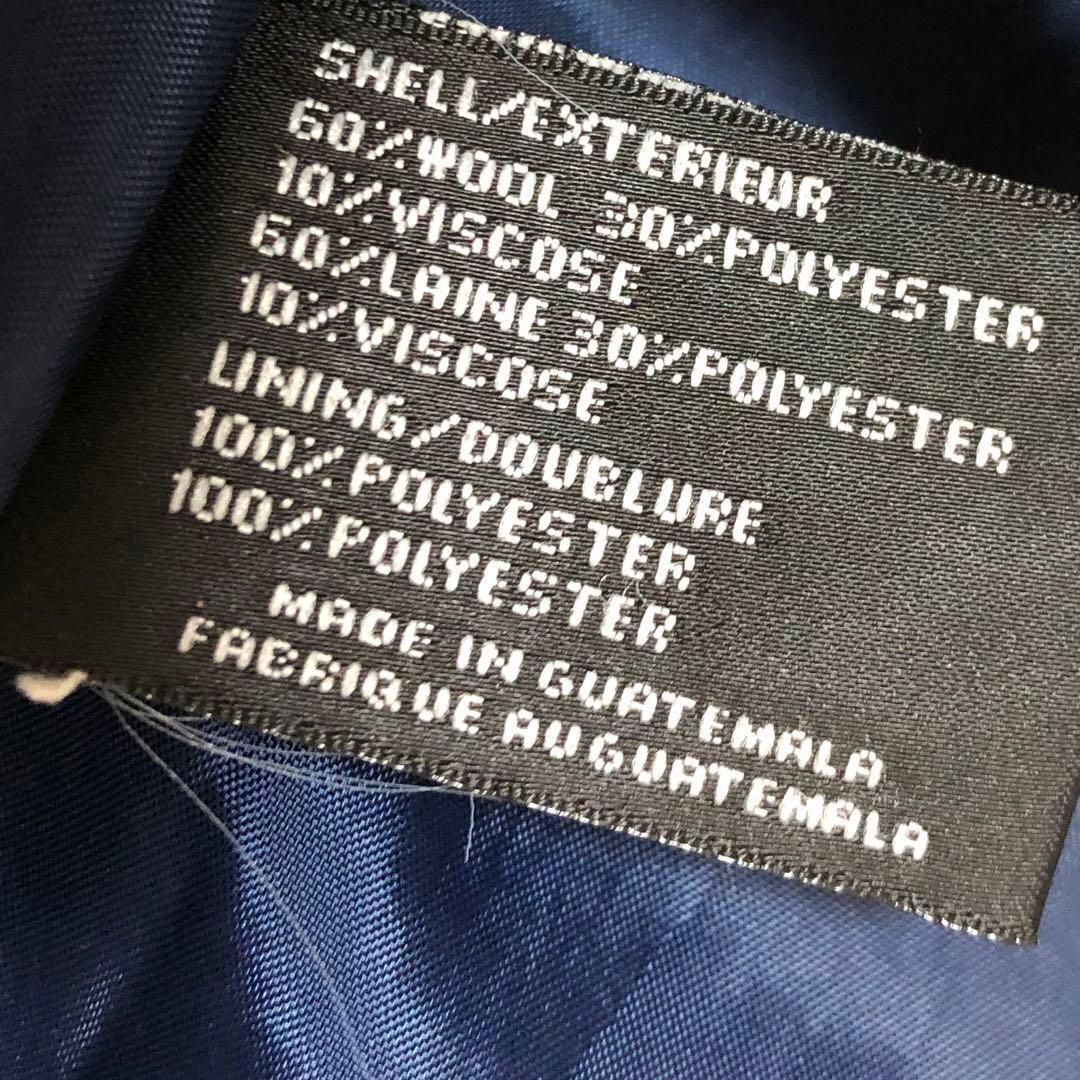 SHELL/EXTERIEUR
60%WOOL 30%POLYESTER
10%VISCOSE
60%LAINE 30%POLYESTER
10%VISCOSE
LINING/DOUBLURE
100%POLYESTER
100%POLYESTER
MADE IN GUATEMALA
FABRIQUE AU GUATEMALA